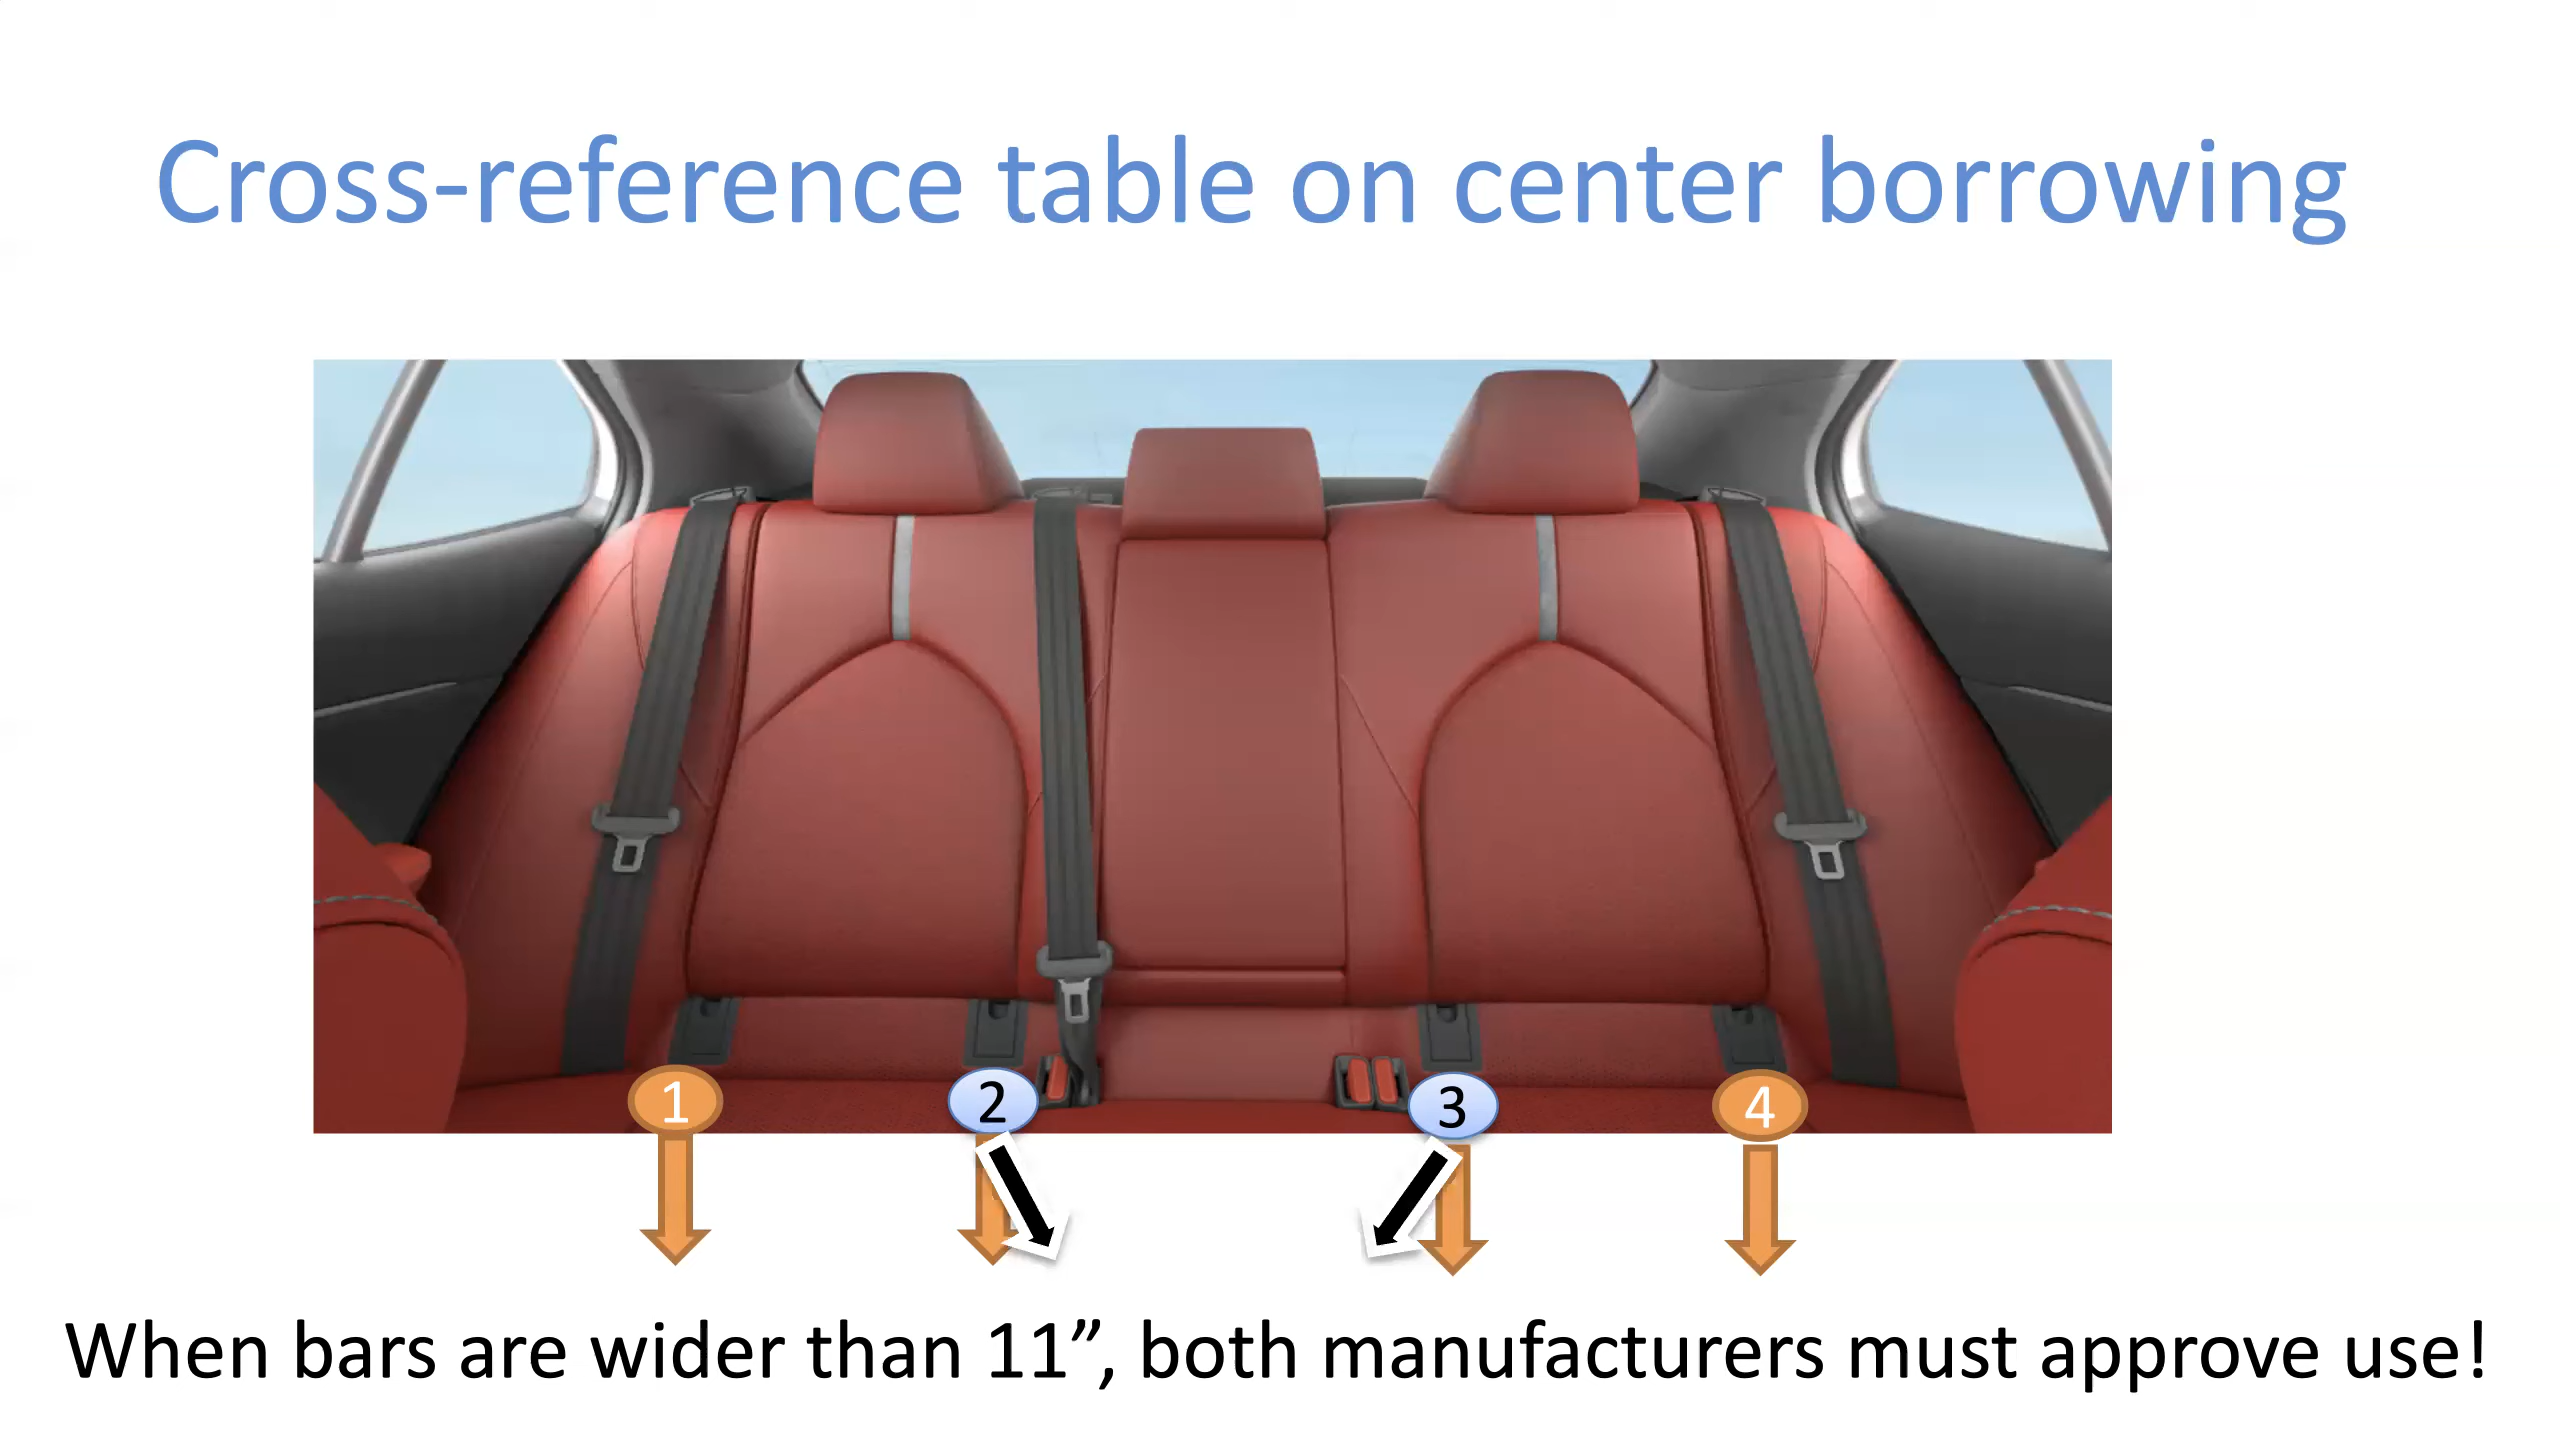 Cross-reference table on center borrowing
1 2 3 4
When bars are wider than 11”, both manufacturers must approve use!